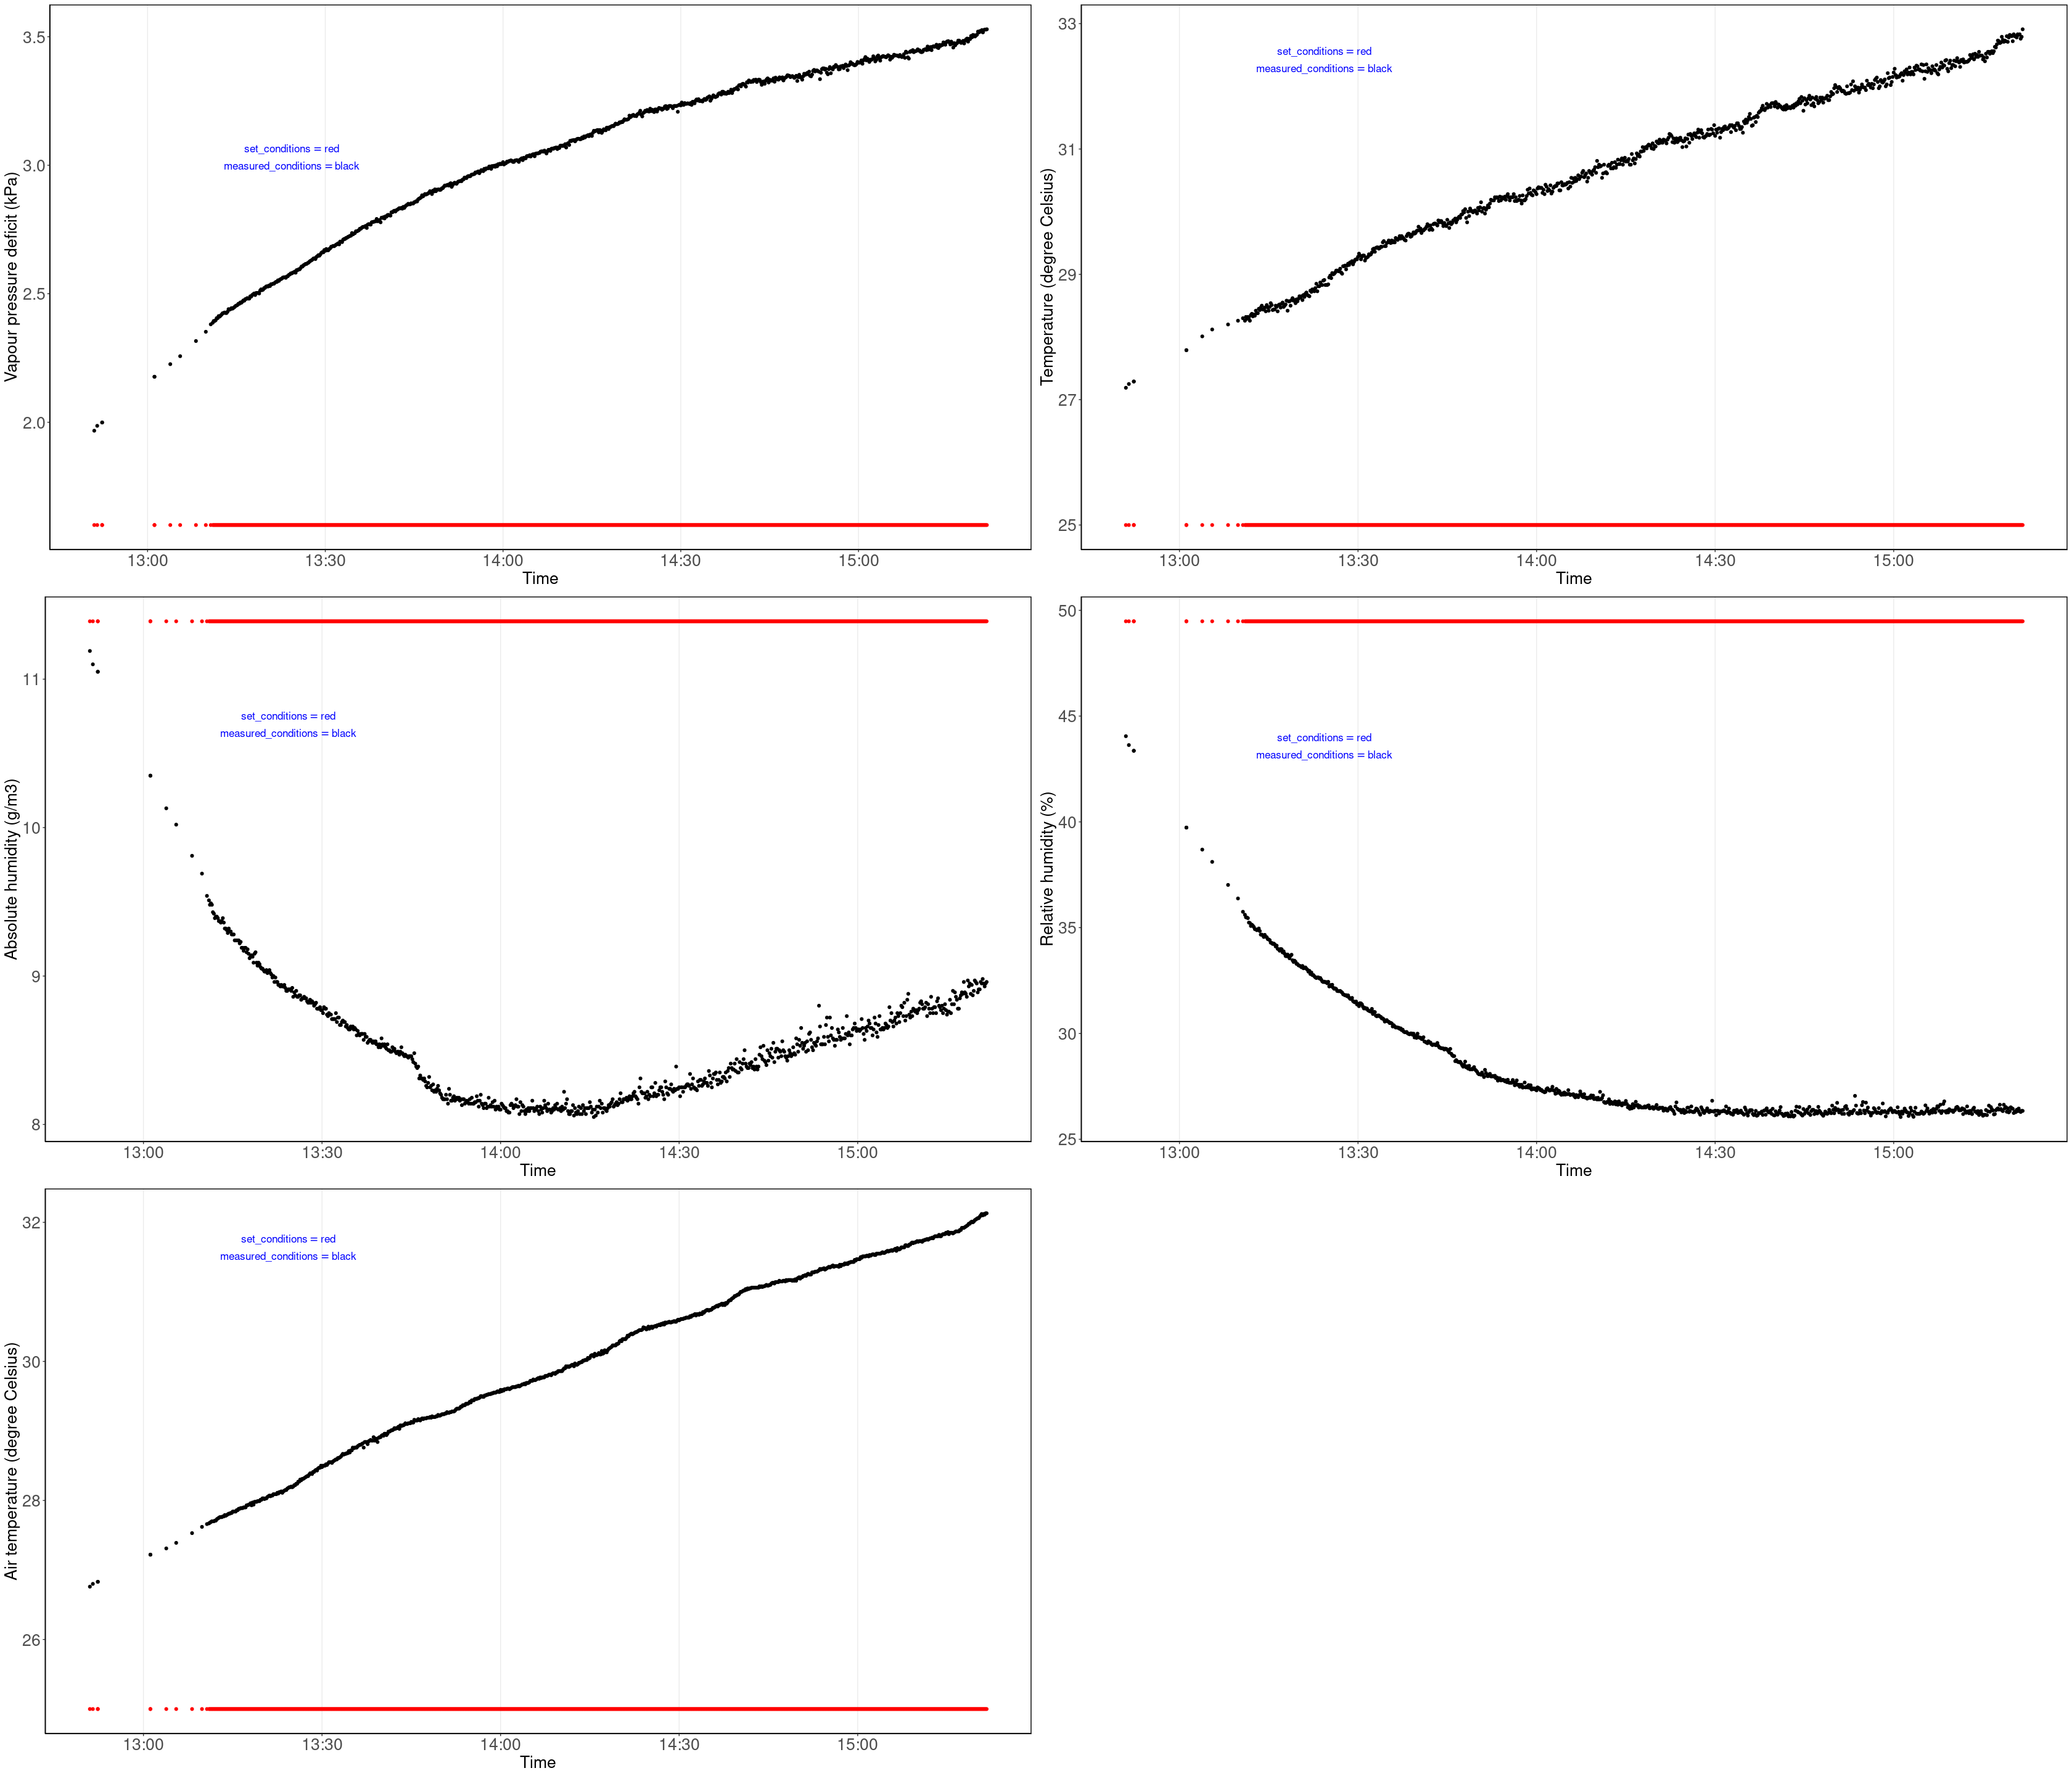 3.5
3.0
2.5
2.0
Vapour pressure deficit (kPa)
set_conditions = red
measured_conditions = black
13:00 13:30 14:00 14:30 15:00
Time
33
31
29
27
25
Temperature (degree Celsius)
set_conditions = red
measured_conditions = black
13:00 13:30 14:00 14:30 15:00
Time
11
10
9
8
Absolute humidity (g/m3)
set_conditions = red
measured_conditions = black
13:00 13:30 14:00 14:30 15:00
Time
50
45
40
35
30
25
Relative humidity (%)
set_conditions = red
measured_conditions = black
13:00 13:30 14:00 14:30 15:00
Time
32
30
28
26
Air temperature (degree Celsius)
set_conditions = red
measured_conditions = black
13:00 13:30 14:00 14:30 15:00
Time